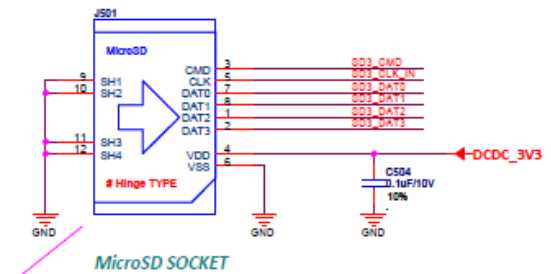 J501
MicroSD
CMD 3 SD3_CMD
9 SH1 CLK 5 SD3_CLK_IN
10 SH2 DAT0 7 SD3_DAT0
DAT1 8 SD3_DAT1
DAT2 1 SD3_DAT2
11 SH3 DAT3 2 SD3_DAT3
12 SH4 VDD 4 DCDC_3V3
VSS 6
# Hinge TYPE
C504
0.1uF/10V
10%
GND GND GND
MicroSD SOCKET